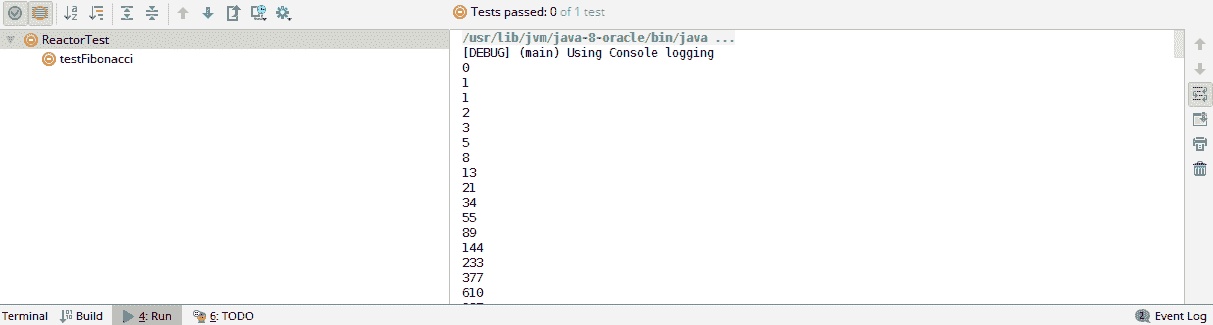 Tests passed: 0 of 1 test
ReactorTest
testFibonacci
/usr/lib/jvm/java-8-oracle/bin/java ...
[DEBUG] (main) Using Console logging
0
1
1
2
3
5
8
13
21
34
55
89
144
233
377
610
Terminal Build 4: Run 6: TODO 2 Event Log